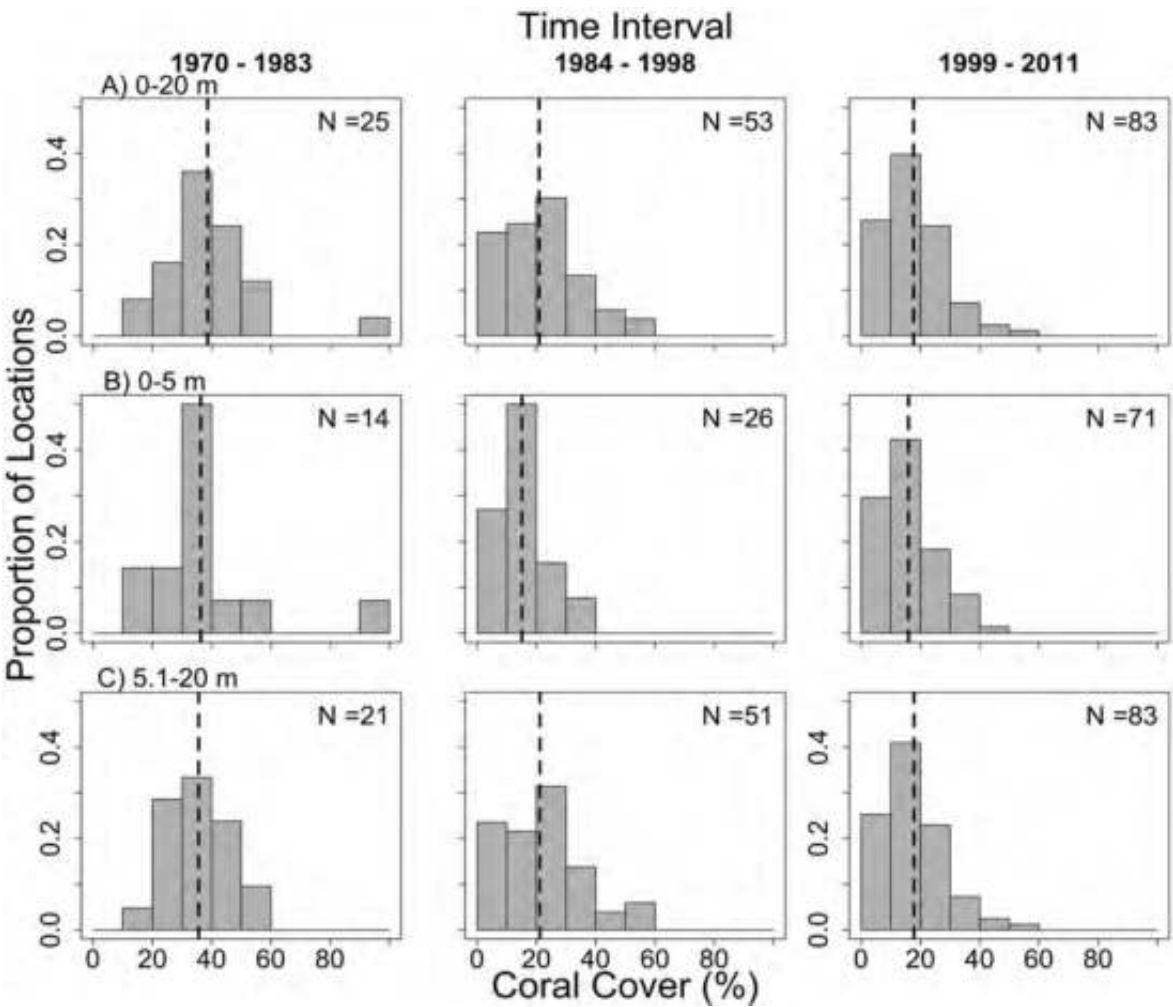 Time Interval
1970 - 1983 1984 - 1998 1999 - 2011
A) 0-20 m
N =25 N =53 N =83
0.4
0.2
0.0
B) 0-5 m
N =14 N =26 N =71
0.4
0.2
0.0
C) 5.1-20 m
N =21 N =51 N =83
0.4
0.2
0.0
Proportion of Locations
0 20 40 60 80 0 20 40 60 80 0 20 40 60 80
Coral Cover (%)